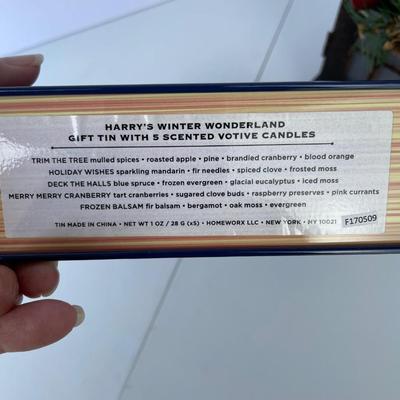 HARRY'S WINTER WONDERLAND
GIFT TIN WITH 5 SCENTED VOTIVE CANDLES
TRIM THE TREE mulled spices • roasted apple • pine • brandied cranberry • blood orange
HOLIDAY WISHES sparkling mandarin • fir needles • spiced clove • frosted moss
DECK THE HALLS blue spruce • frozen evergreen • glacial eucalyptus • iced moss
MERRY MERRY CRANBERRY tart cranberries • sugared clove buds • raspberry preserves • pink currants
FROZEN BALSAM fir balsam • bergamot • oak moss • evergreen
TIN MADE IN CHINA • NET WT 1 OZ / 28 G (x5) • HOMEWORX LLC • NEW YORK • NY 10021 F170509